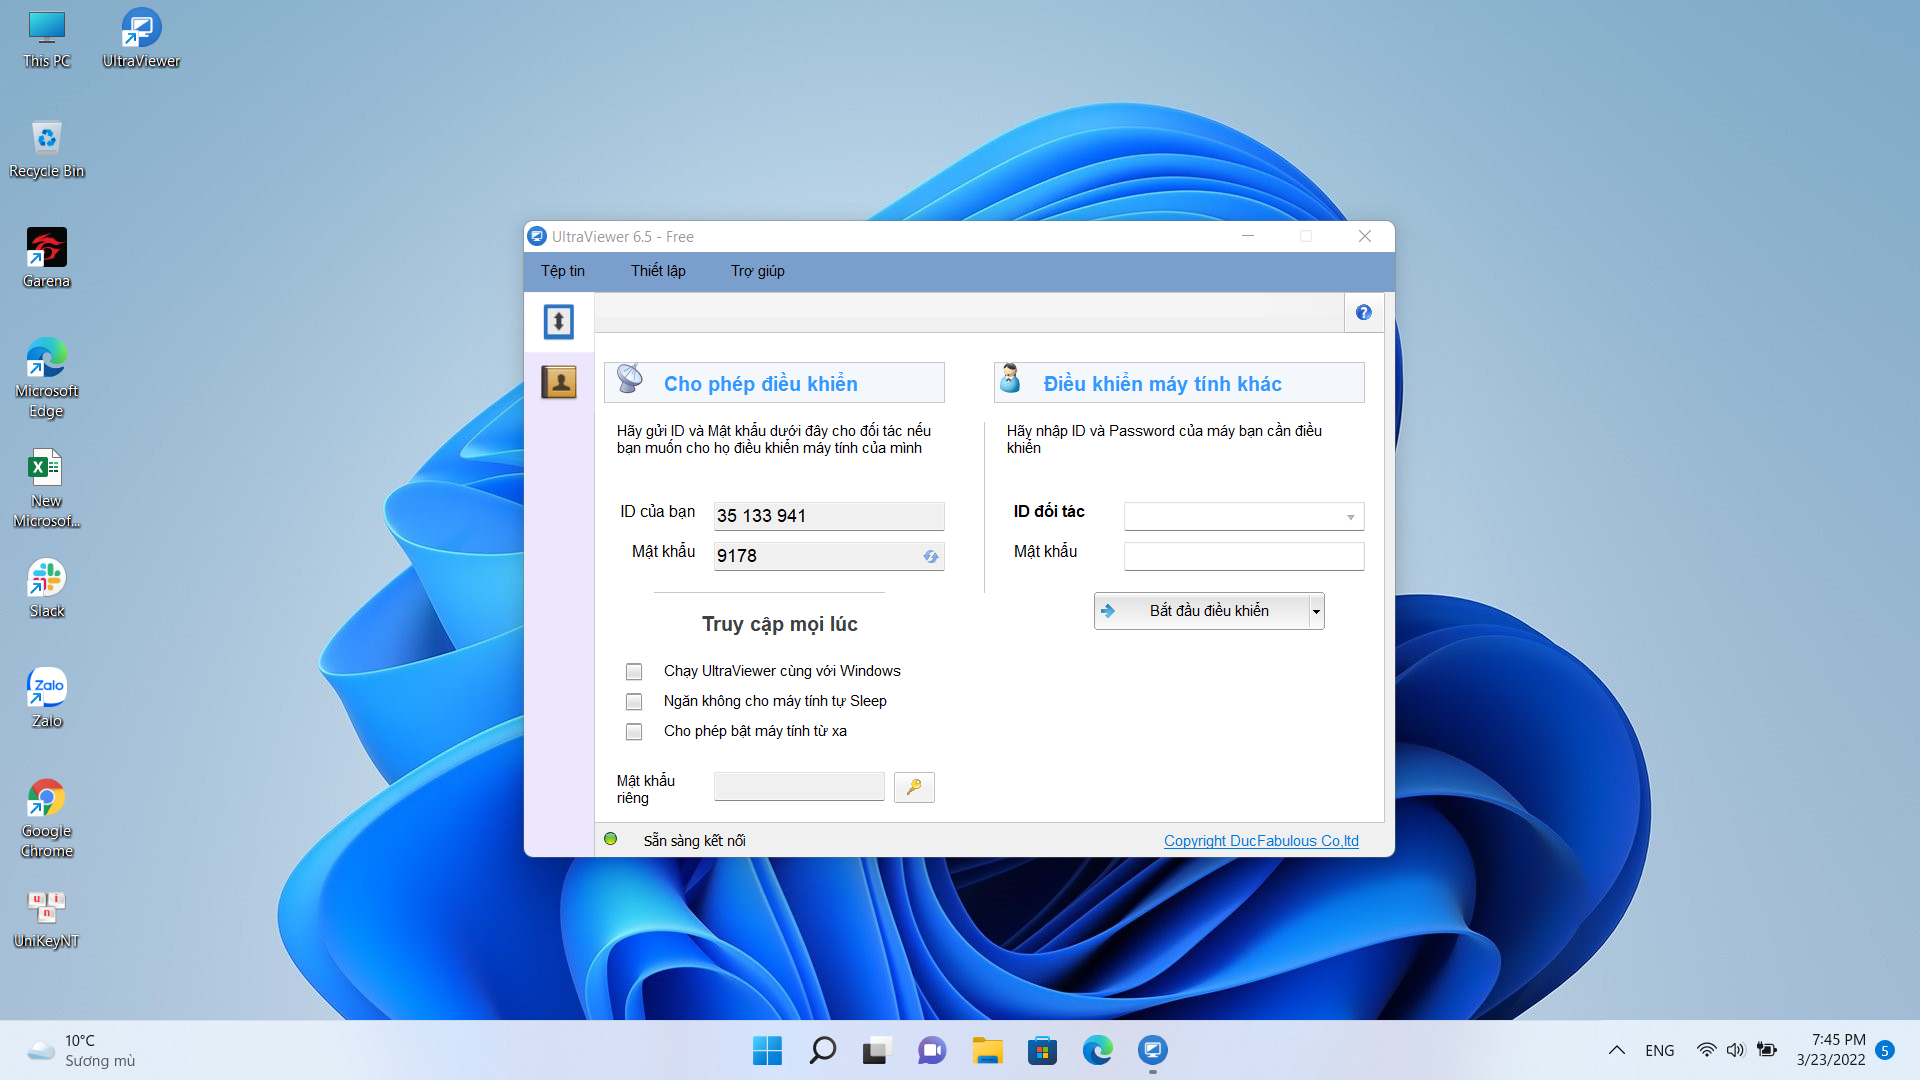 This PC
UltraViewer
Recycle Bin
Garena
Microsoft
Edge
New
Microsof...
Slack
Zalo
Zalo
Google
Chrome
u i
n
UniKeyNT
UltraViewer 6.5 - Free
Tệp tin
Thiết lập
Trợ giúp
?
Cho phép điều khiển
Hãy gửi ID và Mật khẩu dưới đây cho đối tác nếu
bạn muốn cho họ điều khiển máy tính của mình
ID của bạn
35 133 941
Mật khẩu
9178
Truy cập mọi lúc
Chạy UltraViewer cùng với Windows
Ngăn không cho máy tính tự Sleep
Cho phép bật máy tính từ xa
Mật khẩu
riêng
Điều khiển máy tính khác
Hãy nhập ID và Password của máy bạn cần điều
khiển
ID đối tác
Mật khẩu
Bắt đầu điều khiển
Sẵn sàng kết nối
Copyright DucFabulous Co,ltd
10°C
Sương mù
ENG
7:45 PM
3/23/2022
5